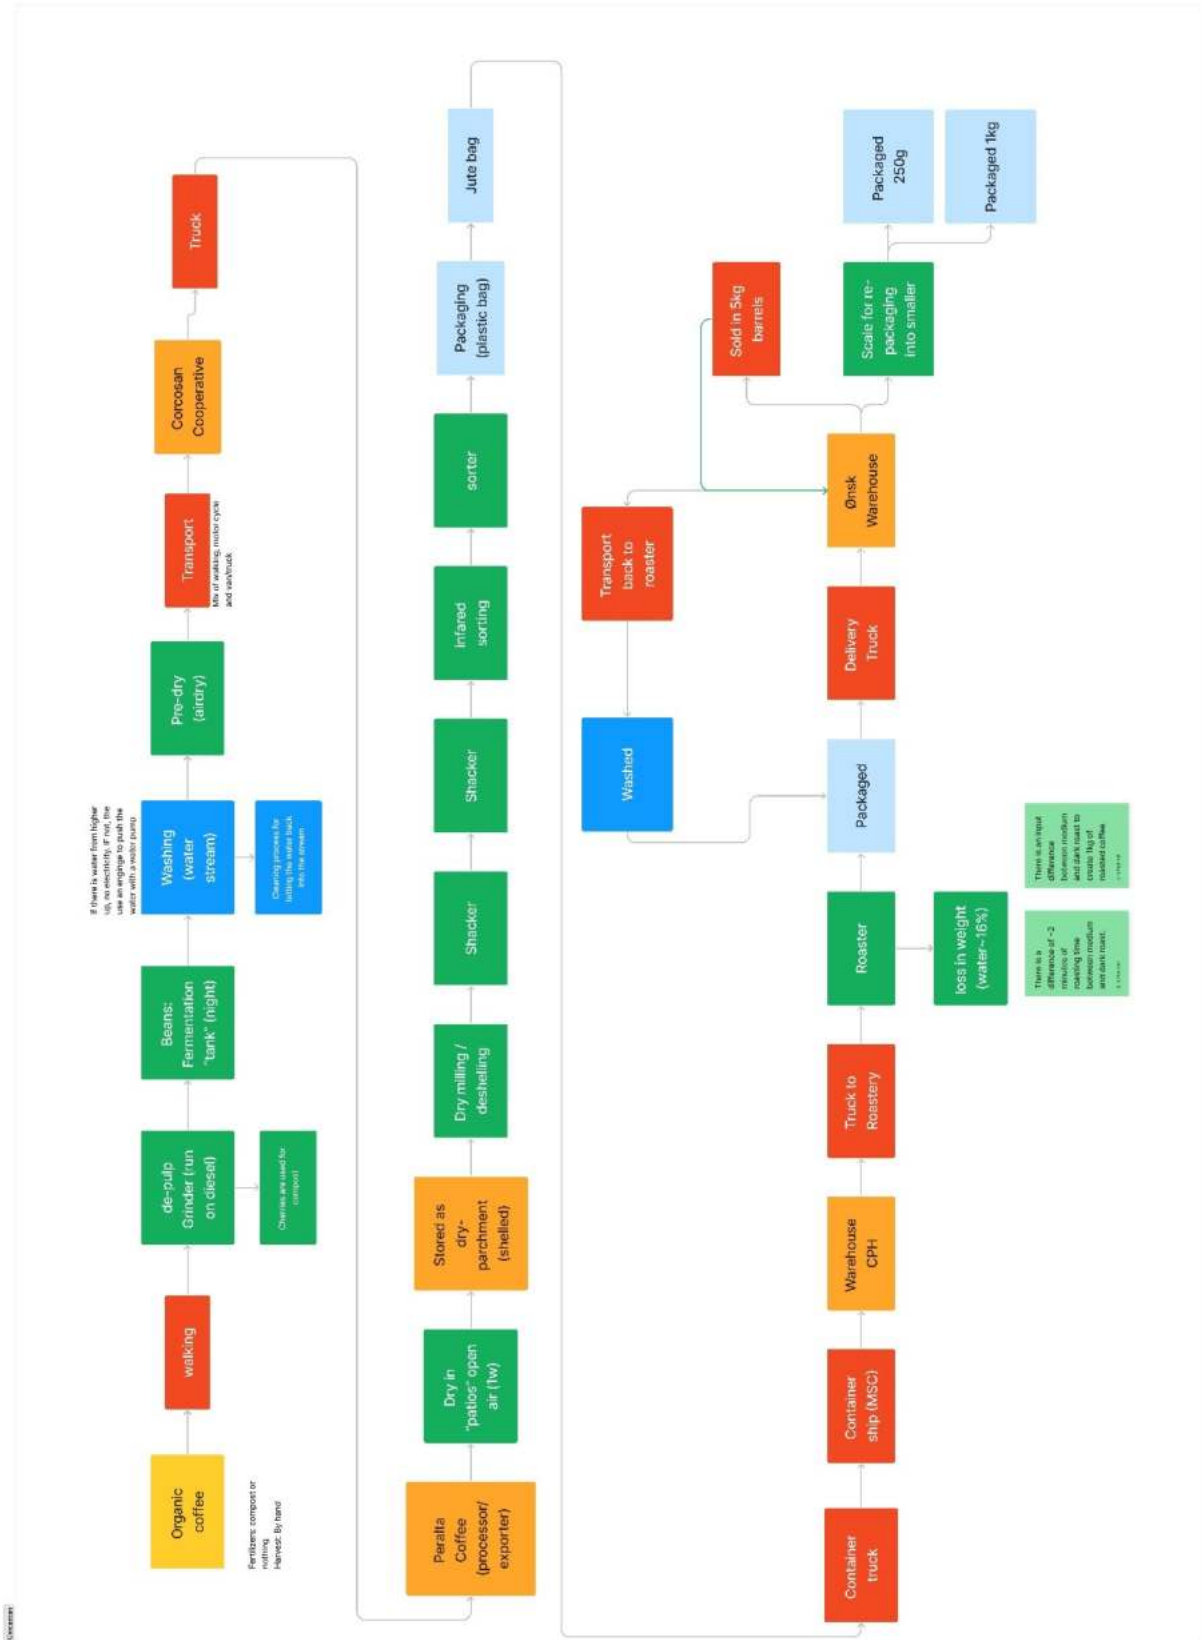 Organic
coffee
Fertilizers: compost or
nothing
Harvest: By hand
walking
de-pulp
Grinder (run
on diesel)
Cherries are used for
compost
Beans:
Fermentation
"tank" (night)
If there is water from higher
up, no electricity. IF not, the
use an enginge to push the
water with a water pump
Washing
(water
stream)
Cleaning process for
letting the water back
into the stream
Pre-dry
(airdry)
Transport
Mix of walking, motor cycle
and van/truck
Corcosan
Cooperative
Truck
Peralta
Coffee
(processor/
exporter)
Dry in
"patios" open
air (1w)
Stored as
dry-
parchment
(shelled)
Dry milling /
deshelling
Shacker
Shacker
Infared
sorting
sorter
Packaging
(plastic bag)
Jute bag
Container
truck
Container
ship (MSC)
Warehouse
CPH
Truck to
Roastery
Roaster
loss in weight
(water~16%)
There is a
difference of ~2
minutes of
roasting time
between medium
and dark roast.
There is an input
difference
between medium
and dark roast to
create 1kg of
roasted coffee
Packaged
Delivery
Truck
Ønsk
Warehouse
Sold in 5kg
barrels
Transport
back to
roaster
Washed
Scale for re-
packaging
into smaller
Packaged
250g
Packaged 1kg